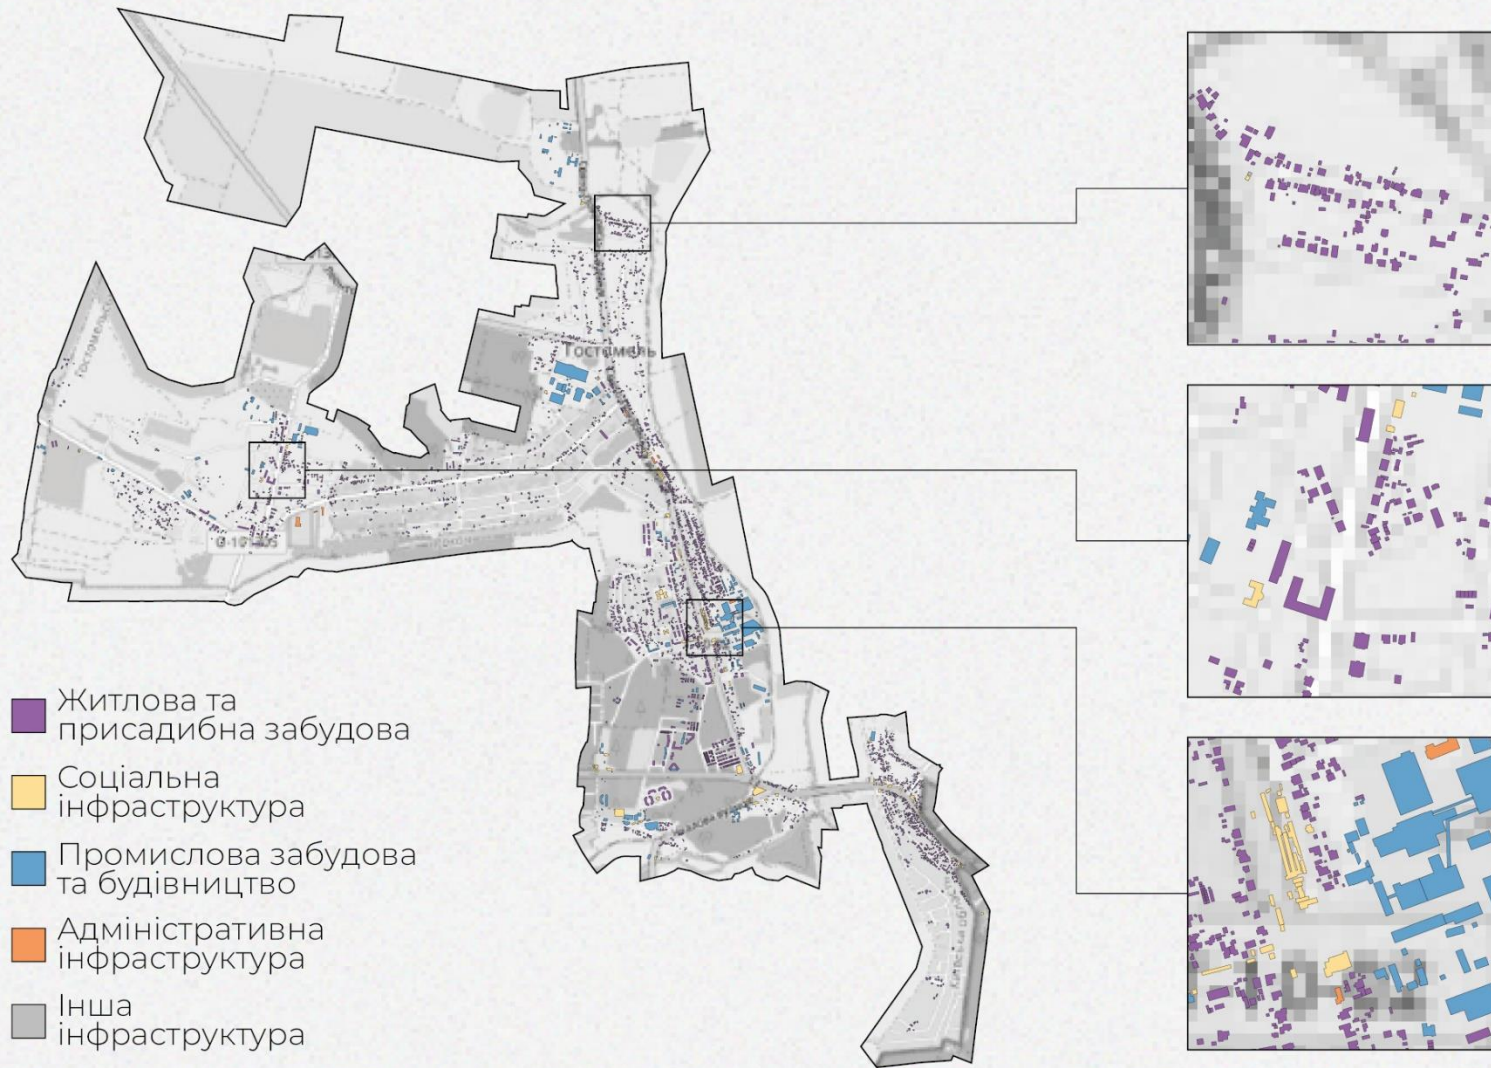 Гостомель
Житлова та
присадибна забудова
Соціальна
інфраструктура
Промислова забудова
та будівництво
Адміністративна
інфраструктура
Інша
інфраструктура